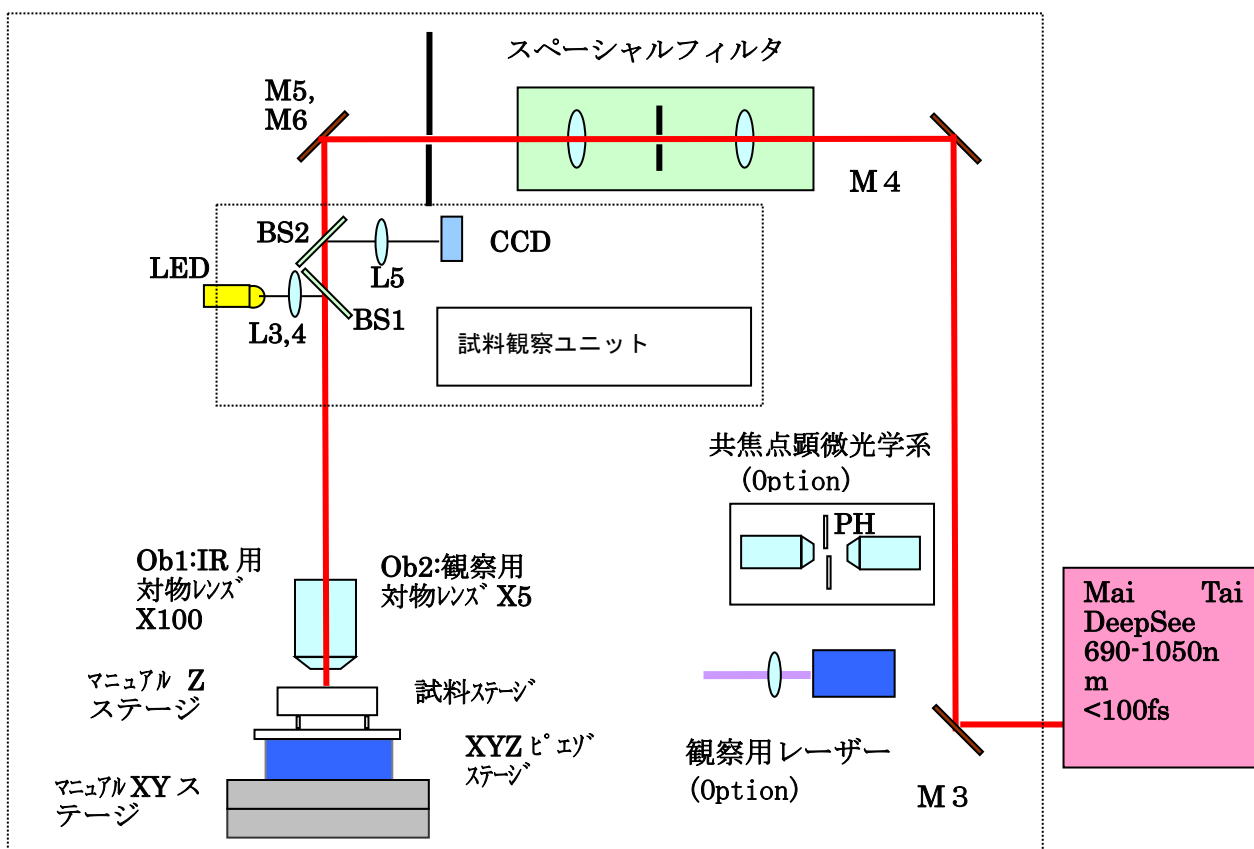 スペーシャルフィルタ
M5,
M6
M４
BS2
CCD
LED
L5
BS1
L3,4
試料観察ユニット
共焦点顕微光学系
(Option)
PH
Ob1:IR 用
対物ﾚﾝｽﾞ
X100
Ob2:観察用
対物ﾚﾝｽﾞ X5
Mai Tai
DeepSee
690-1050n
m
<100fs
ﾏﾆｭｱﾙ Z
ステージ
試料ｽﾃｰｼﾞ
XYZ ﾋﾟｴｿﾞ
ｽﾃｰｼﾞ
観察用レーザー
(Option)
ﾏﾆｭｱﾙ XY ス
テージ
M３